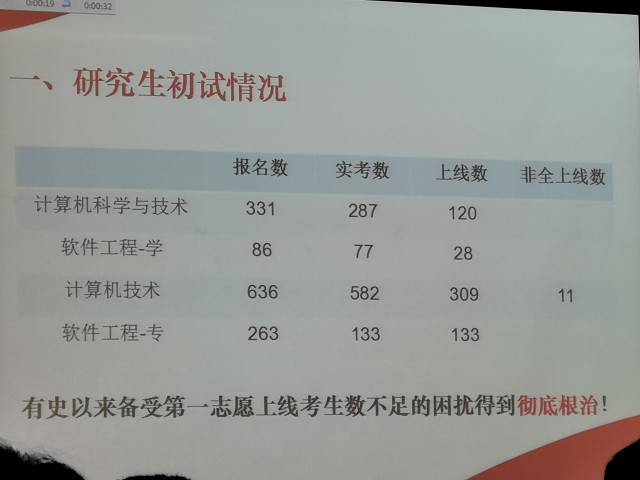 0:00:19 0:00:32
一、研究生初试情况
报名数 实考数 上线数 非全上线数
计算机科学与技术 331 287 120
软件工程-学 86 77 28
计算机技术 636 582 309 11
软件工程-专 263 133 133
有史以来备受第一志愿上线考生数不足的困扰得到彻底根治！